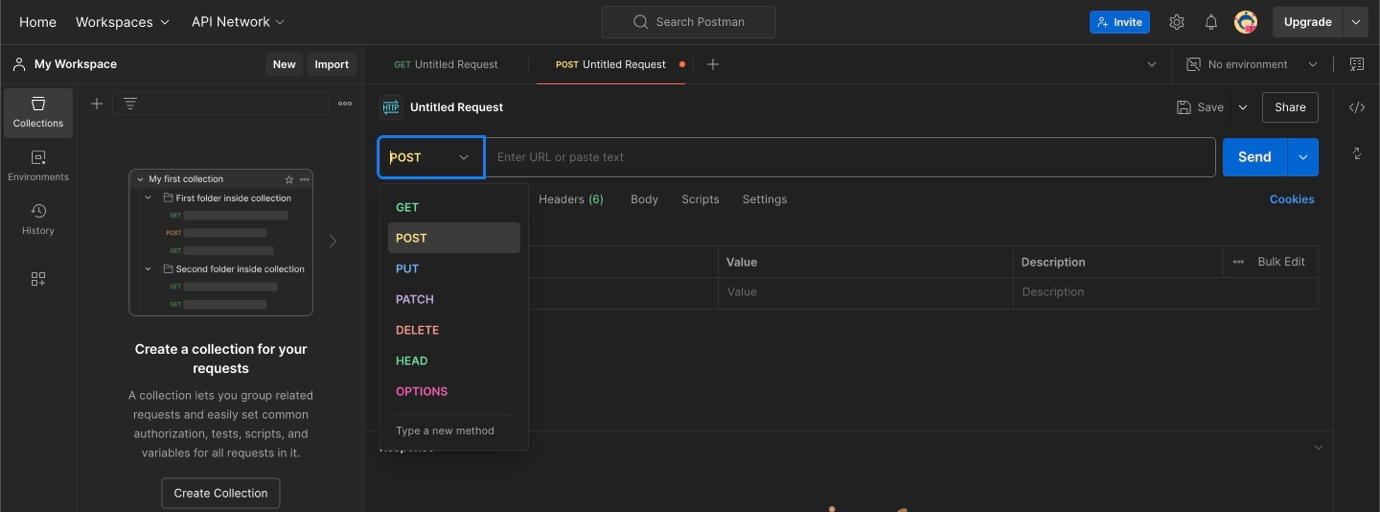 Home Workspaces API Network Search Postman Invite Upgrade
My Workspace New Import GET Untitled Request POST Untitled Request No environment
Collections
Environments
History
My first collection
First folder inside collection
GET
POST
GET
Second folder inside collection
GET
GET
Create a collection for your
requests
A collection lets you group related
requests and easily set common
authorization, tests, scripts, and
variables for all requests in it.
Create Collection
HTTP Untitled Request Save Share
POST Enter URL or paste text Send
Headers (6) Body Scripts Settings Cookies
GET
POST
PUT
PATCH
DELETE
HEAD
OPTIONS
Type a new method
Value Description Bulk Edit
Value Description